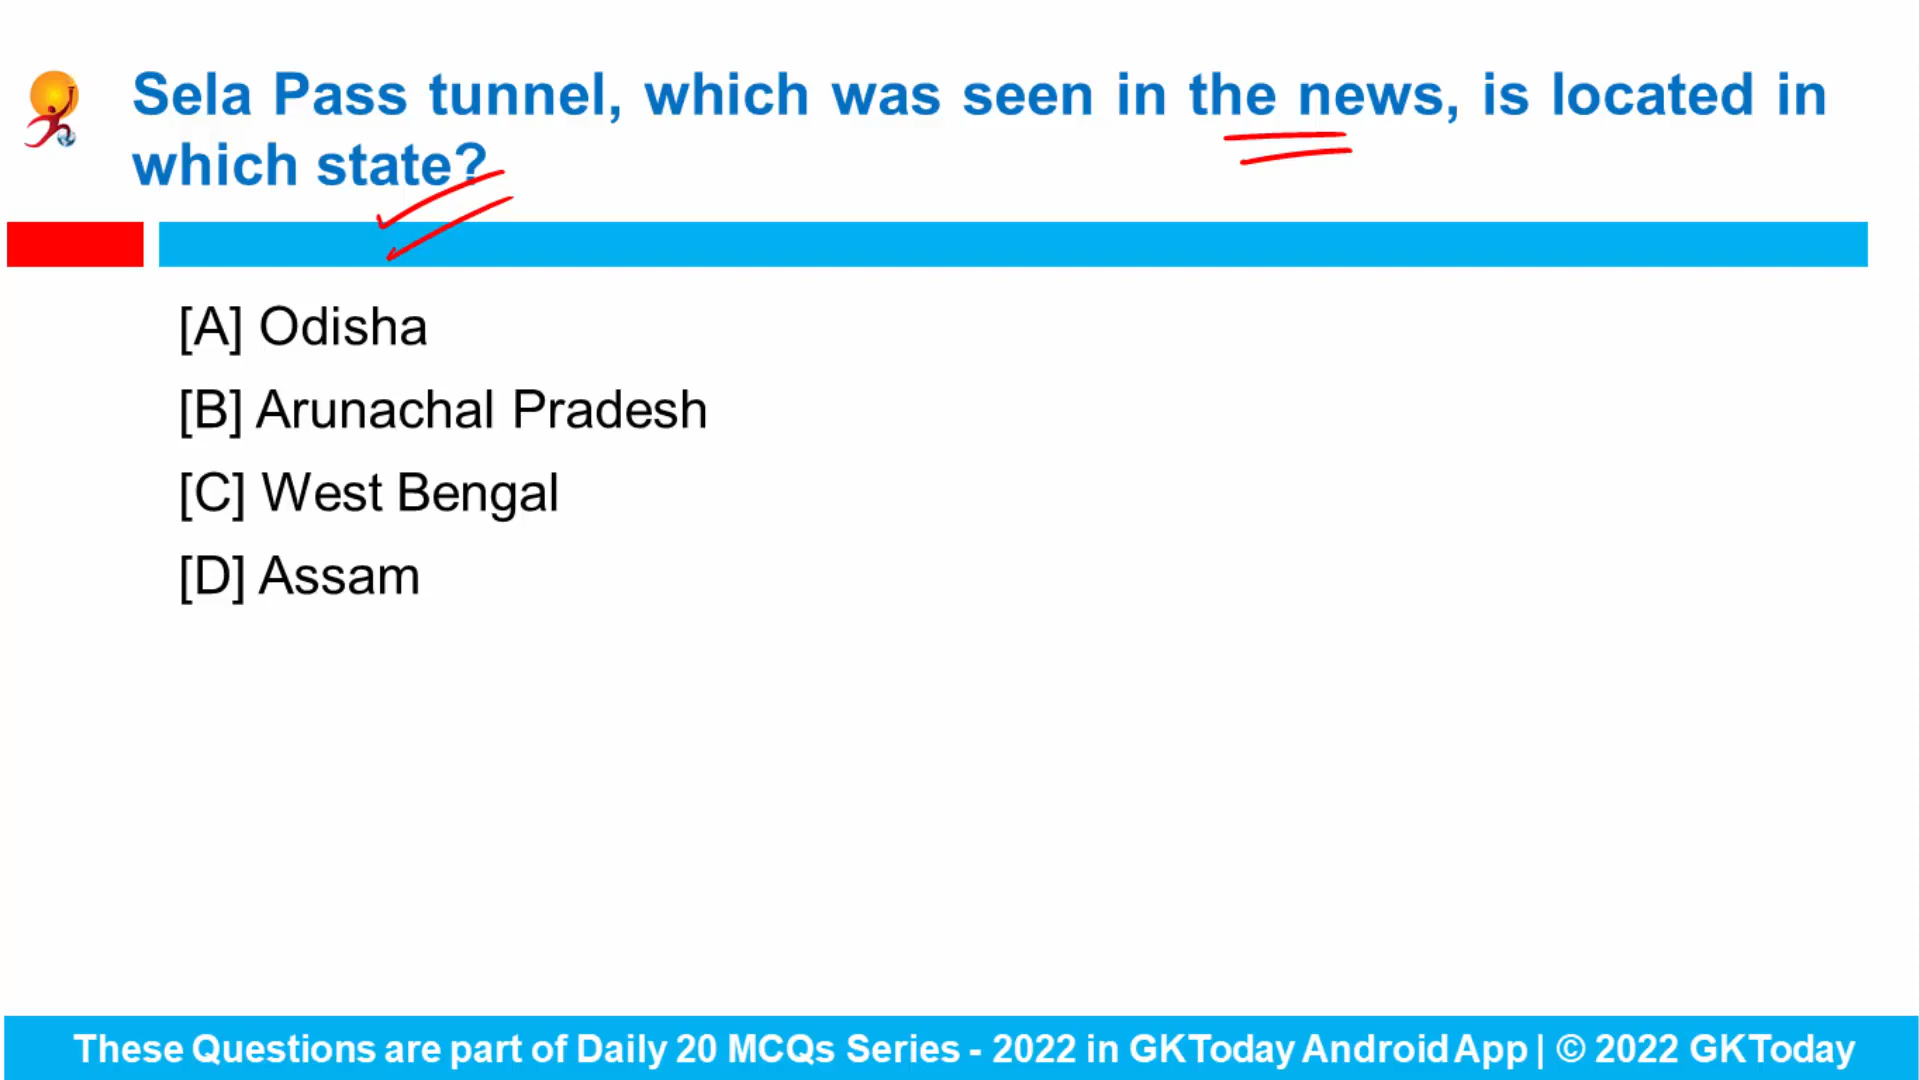 Sela Pass tunnel, which was seen in the news, is located in
which state?
[A] Odisha
[B] Arunachal Pradesh
[C] West Bengal
[D] Assam
These Questions are part of Daily 20 MCQs Series - 2022 in GKToday Android App | © 2022 GKToday